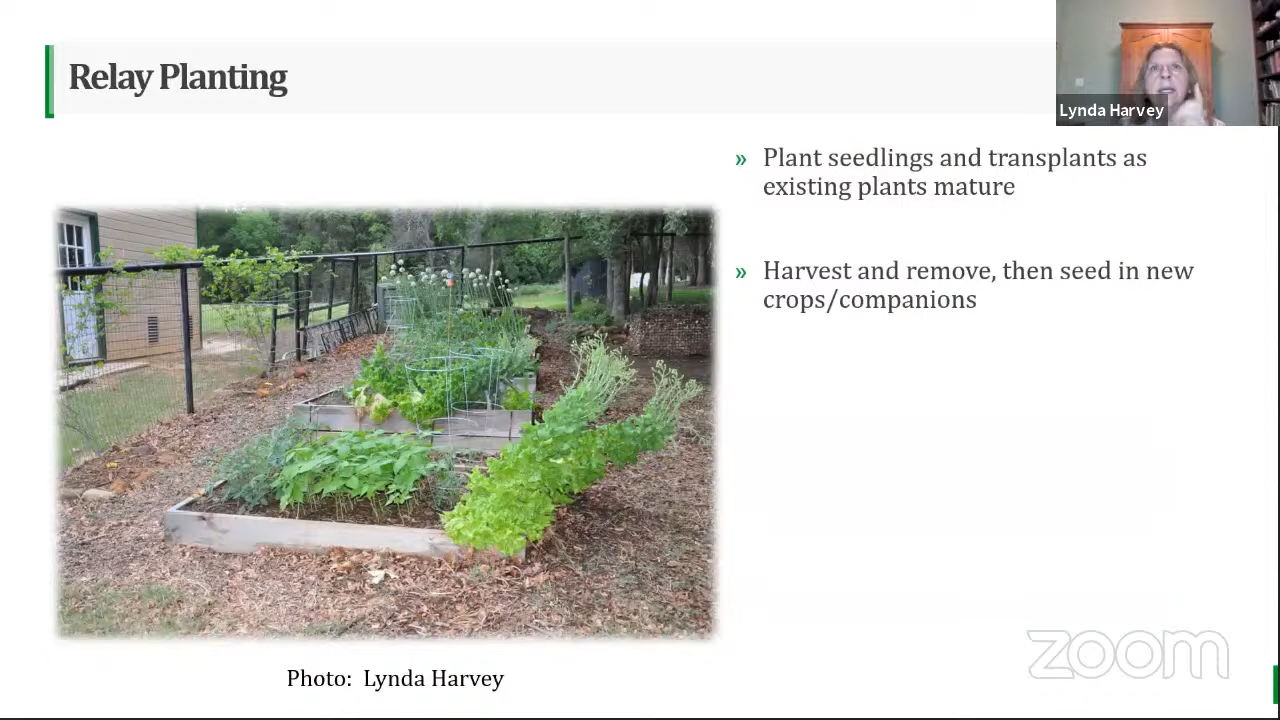 Relay Planting
Lynda Harvey
» Plant seedlings and transplants as
existing plants mature
» Harvest and remove, then seed in new
crops/companions
Photo: Lynda Harvey
zoom